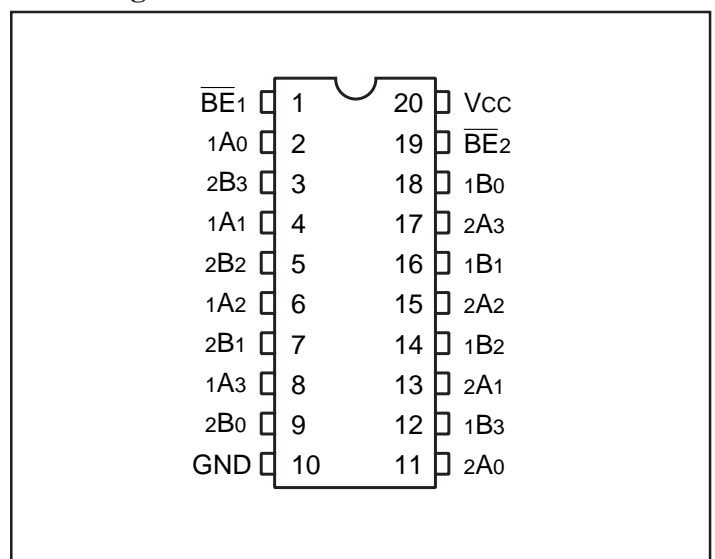 B̅E̅1 1 20 VCC
1A0 2 19 B̅E̅2
2B3 3 18 1B0
1A1 4 17 2A3
2B2 5 16 1B1
1A2 6 15 2A2
2B1 7 14 1B2
1A3 8 13 2A1
2B0 9 12 1B3
GND 10 11 2A0